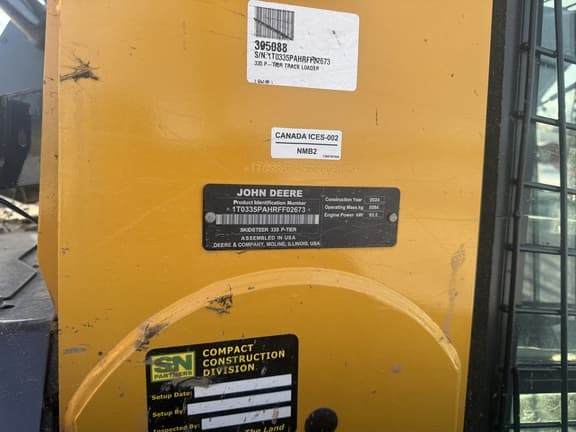 395088
S/N:1T0335PAHRFF02673
335 P-TIER TRACK LOADER
CANADA ICES-002
NMB2
JOHN DEERE
Product Identification Number
*1T0335PAHRFF02673*
SKIDSTEER 335 P-TIER
ASSEMBLED IN USA
DEERE & COMPANY, MOLINE, ILLINOIS, USA
Construction Year 2024
Operating Mass kg
Engine Power kW
SN
PARTNERS
COMPACT
CONSTRUCTION
DIVISION
Setup Date:
Setup By:
Inspected By:
The Land